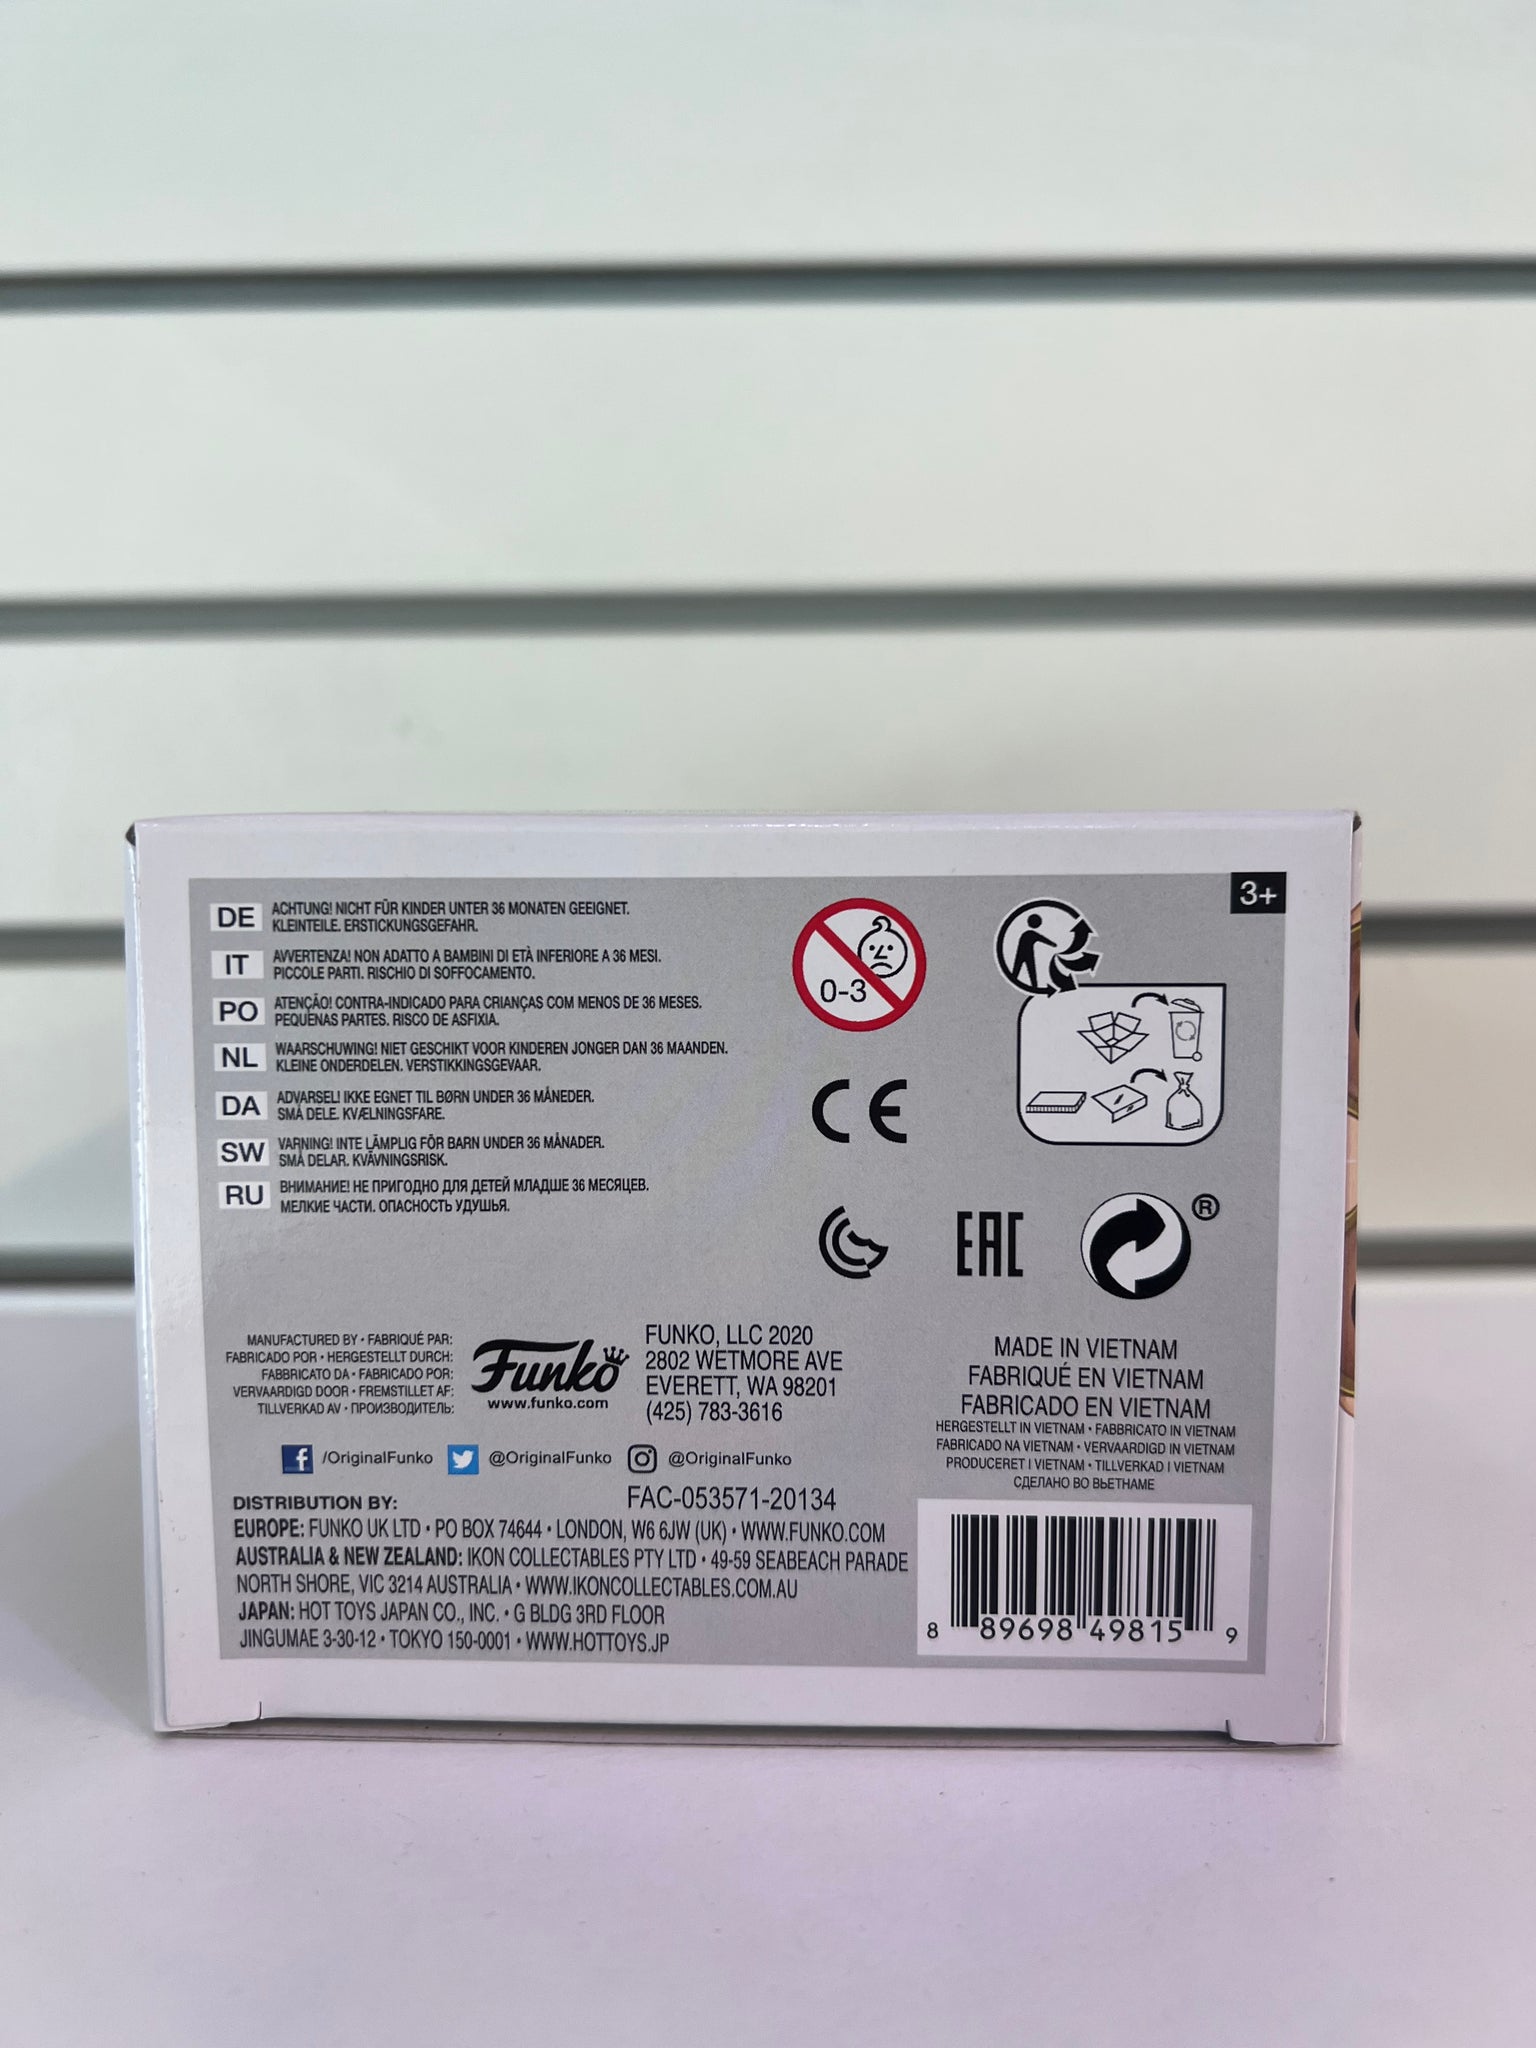 3+
DE ACHTUNG! NICHT FÜR KINDER UNTER 36 MONATEN GEEIGNET.
KLEINTEILE. ERSTICKUNGSGEFAHR.
IT AVVERTENZA! NON ADATTO A BAMBINI DI ETÀ INFERIORE A 36 MESI.
PICCOLE PARTI. RISCHIO DI SOFFOCAMENTO.
PO ATENÇÃO! CONTRA-INDICADO PARA CRIANÇAS COM MENOS DE 36 MESES.
PEQUENAS PARTES. RISCO DE ASFIXIA.
NL WAARSCHUWING! NIET GESCHIKT VOOR KINDEREN JONGER DAN 36 MAANDEN.
KLEINE ONDERDELEN. VERSTIKKINGSGEVAAR.
DA ADVARSEL! IKKE EGNET TIL BØRN UNDER 36 MÅNEDER.
SMÅ DELE. KVÆLNINGSFARE.
SW VARNING! INTE LÄMPLIG FÖR BARN UNDER 36 MÅNADER.
SMÅ DELAR. KVÄVNINGSRISK.
RU ВНИМАНИЕ! НЕ ПРИГОДНО ДЛЯ ДЕТЕЙ МЛАДШЕ 36 МЕСЯЦЕВ.
МЕЛКИЕ ЧАСТИ. ОПАСНОСТЬ УДУШЬЯ.
0-3
CE
EAC
®
MANUFACTURED BY • FABRIQUÉ PAR:
FABRICADO POR • HERGESTELLT DURCH:
FABBRICATO DA • FABRICADO POR:
VERVAARDIGD DOOR • FREMSTILLET AF:
TILLVERKAD AV • ПРОИЗВОДИТЕЛЬ:
Funko
www.funko.com
FUNKO, LLC 2020
2802 WETMORE AVE
EVERETT, WA 98201
(425) 783-3616
MADE IN VIETNAM
FABRIQUÉ EN VIETNAM
FABRICADO EN VIETNAM
HERGESTELLT IN VIETNAM • FABBRICATO IN VIETNAM
FABRICADO NA VIETNAM • VERVAARDIGD IN VIETNAM
PRODUCERET I VIETNAM • TILLVERKAD I VIETNAM
СДЕЛАНО ВО ВЬЕТНАМЕ
f /OriginalFunko @OriginalFunko @OriginalFunko
FAC-053571-20134
DISTRIBUTION BY:
EUROPE: FUNKO UK LTD • PO BOX 74644 • LONDON, W6 6JW (UK) • WWW.FUNKO.COM
AUSTRALIA & NEW ZEALAND: IKON COLLECTABLES PTY LTD • 49-59 SEABEACH PARADE
NORTH SHORE, VIC 3214 AUSTRALIA • WWW.IKONCOLLECTABLES.COM.AU
JAPAN: HOT TOYS JAPAN CO., INC. • G BLDG 3RD FLOOR
JINGUMAE 3-30-12 • TOKYO 150-0001 • WWW.HOTTOYS.JP
8 89698 49815 9